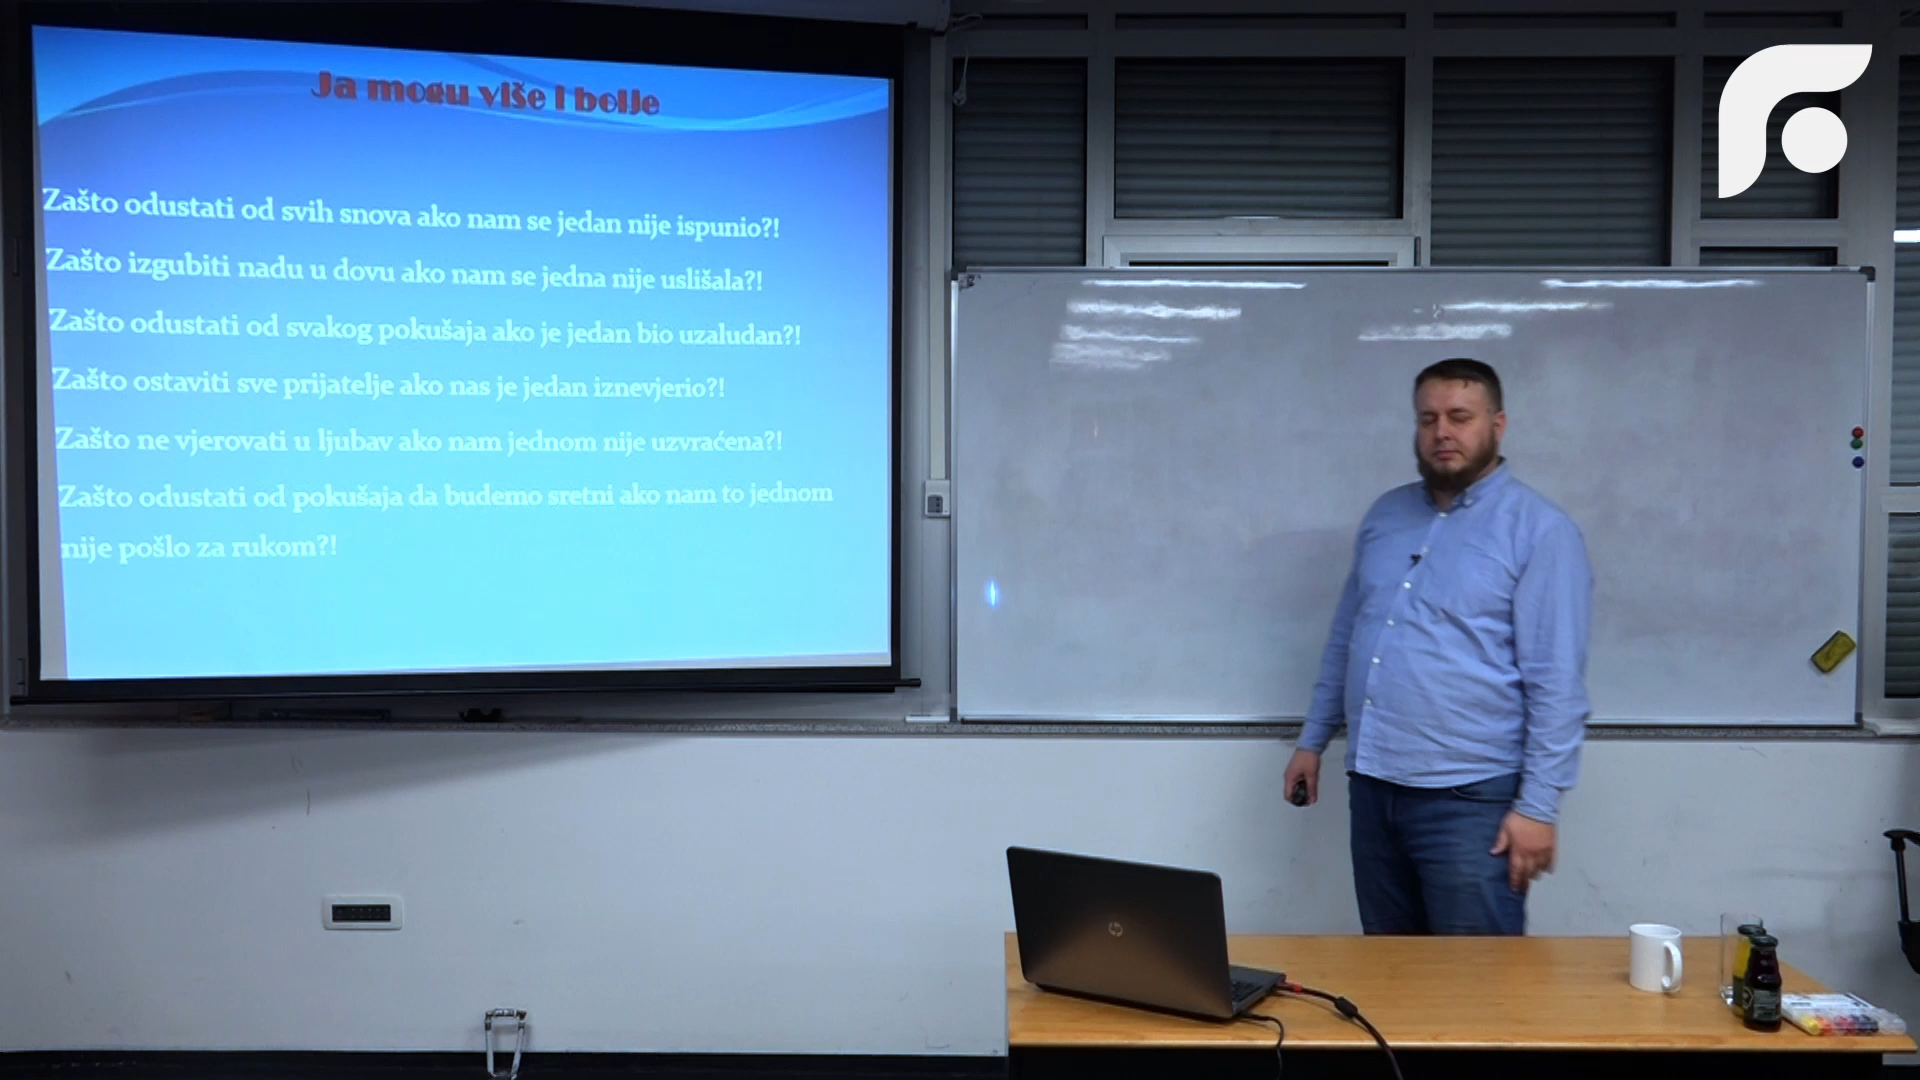 Ja mogu više i bolje
Zašto odustati od svih snova ako nam se jedan nije ispunio?!
Zašto izgubiti nadu u dovu ako nam se jedna nije uslišala?!
Zašto odustati od svakog pokušaja ako je jedan bio uzaludan?!
Zašto ostaviti sve prijatelje ako nas je jedan iznevjerio?!
Zašto ne vjerovati u ljubav ako nam jednom nije uzvraćena?!
Zašto odustati od pokušaja da budemo sretni ako nam to jednom
nije pošlo za rukom?!
hp